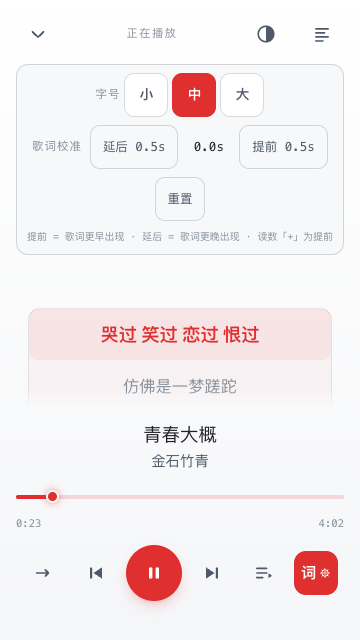 正在播放
字号 小 中 大
歌词校准 延后 0.5s 0.0s 提前 0.5s
重置
提前 = 歌词更早出现 · 延后 = 歌词更晚出现 · 读数「+」为提前
哭过 笑过 恋过 恨过
仿佛是一梦蹉跎
青春大概
金石竹青
0:23 4:02
词